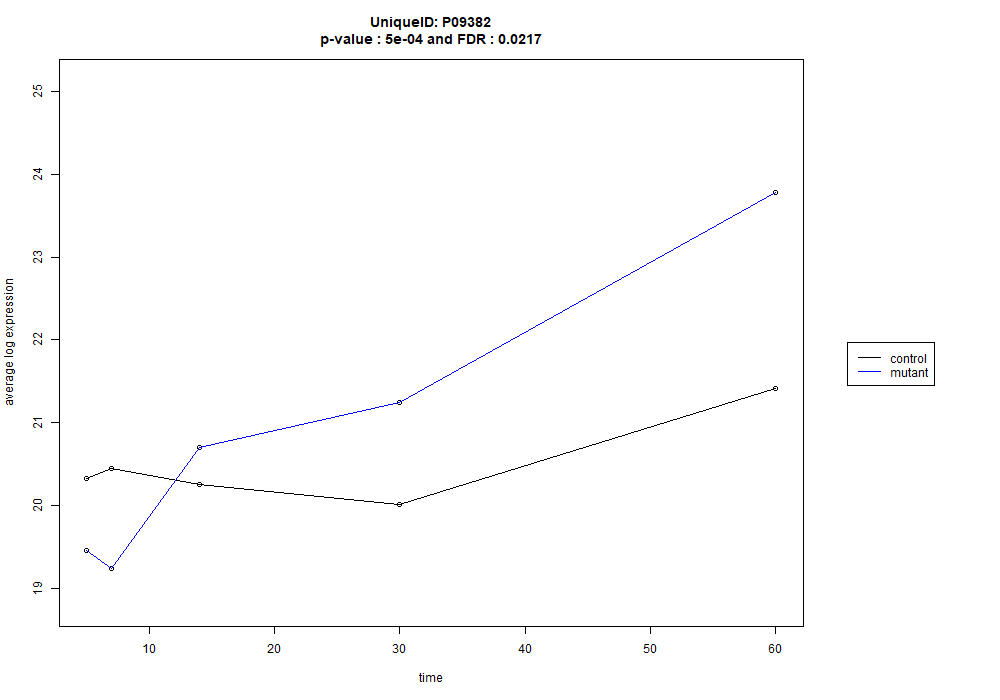 UniqueID: P09382
p-value : 5e-04 and FDR : 0.0217
average log expression
25
24
23
22
21
20
19
10 20 30 40 50 60
time
control
mutant